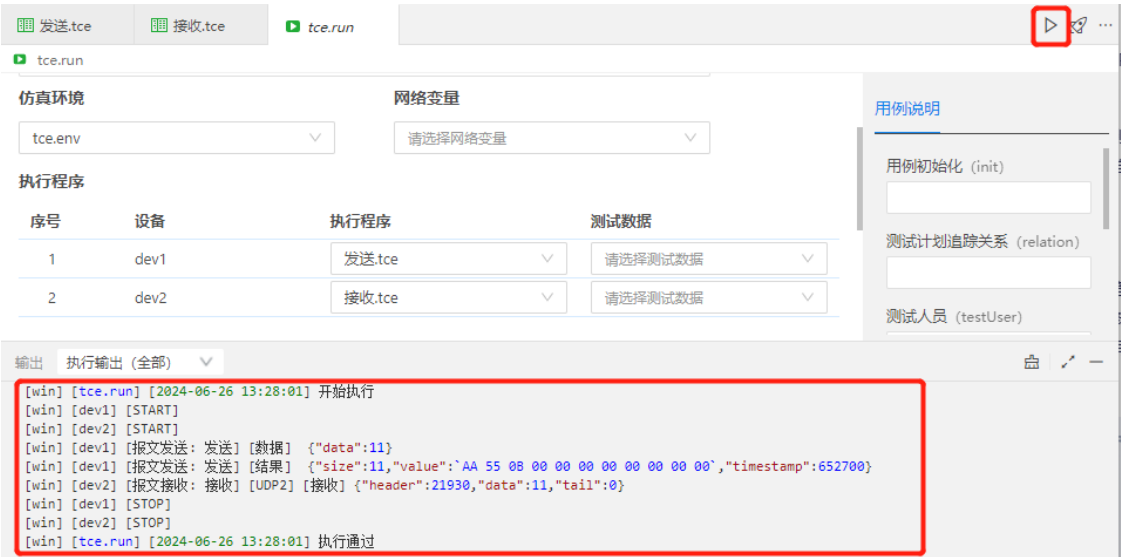 发送.tce 接收.tce tce.run
tce.run
仿真环境 网络变量
tce.env 请选择网络变量
执行程序
序号 设备 执行程序 测试数据
1 dev1 发送.tce 请选择测试数据
2 dev2 接收.tce 请选择测试数据
用例说明
用例初始化 (init)
测试计划追踪关系 (relation)
测试人员 (testUser)
输出 执行输出 (全部)
[win] [tce.run] [2024-06-26 13:28:01] 开始执行
[win] [dev1] [START]
[win] [dev2] [START]
[win] [dev1] [报文发送: 发送] [数据] {"data":11}
[win] [dev1] [报文发送: 发送] [结果] {"size":11,"value":`AA 55 0B 00 00 00 00 00 00 00 00`,"timestamp":652700}
[win] [dev2] [报文接收: 接收] [UDP2] [接收] {"header":21930,"data":11,"tail":0}
[win] [dev1] [STOP]
[win] [dev2] [STOP]
[win] [tce.run] [2024-06-26 13:28:01] 执行通过